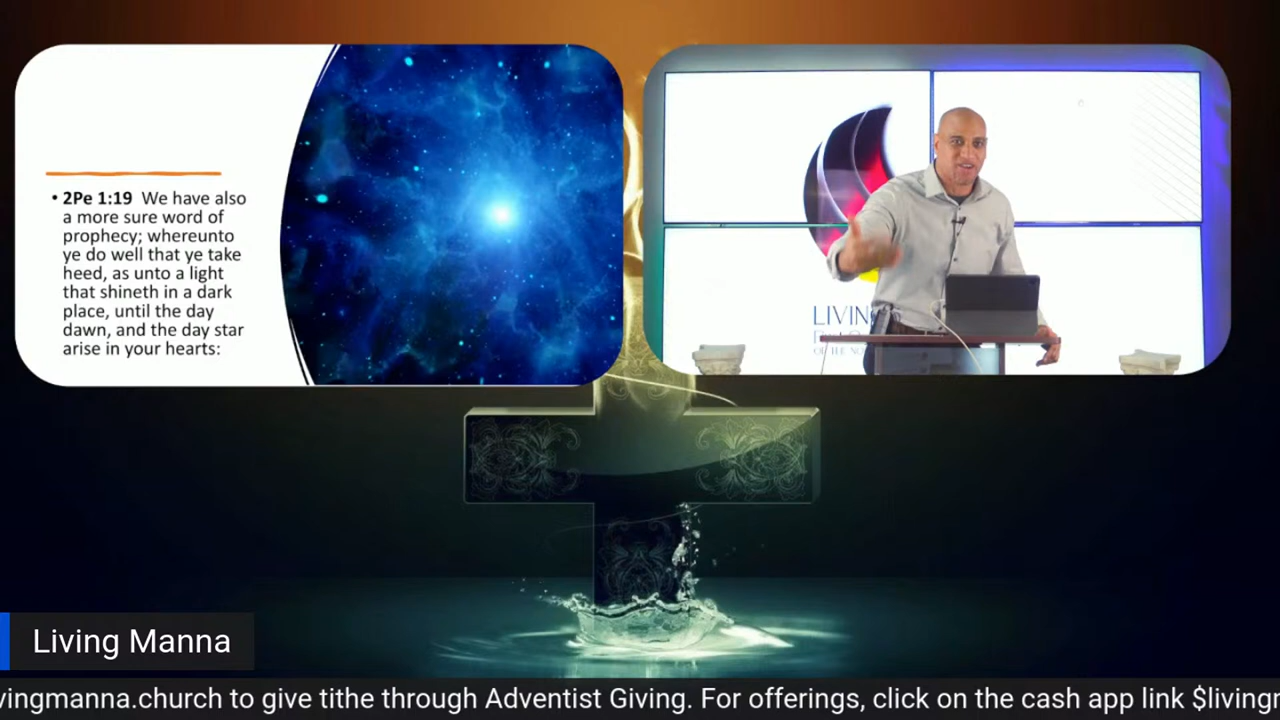 • 2Pe 1:19 We have also
a more sure word of
prophecy; whereunto
ye do well that ye take
heed, as unto a light
that shineth in a dark
place, until the day
dawn, and the day star
arise in your hearts:
LIVING
Living Manna
vingmanna.church to give tithe through Adventist Giving. For offerings, click on the cash app link $living